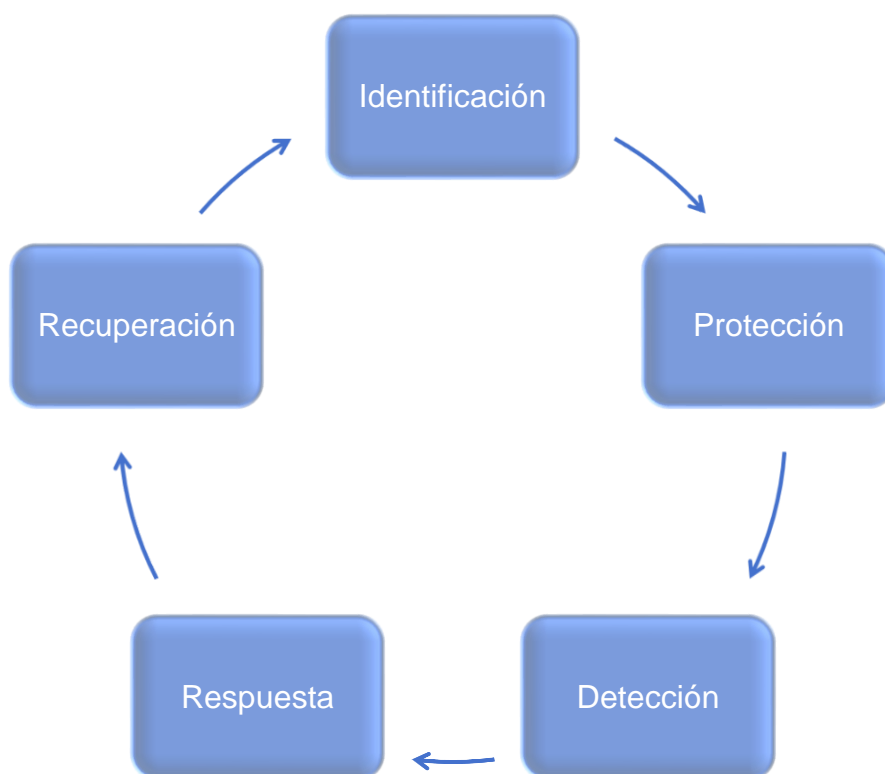 Identificación
Protección
Detección
Respuesta
Recuperación